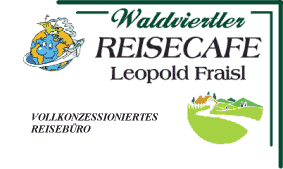 Waldviertler
REISECAFE
Leopold Fraisl
VOLLKONZESSIONIERTES
REISEBÜRO